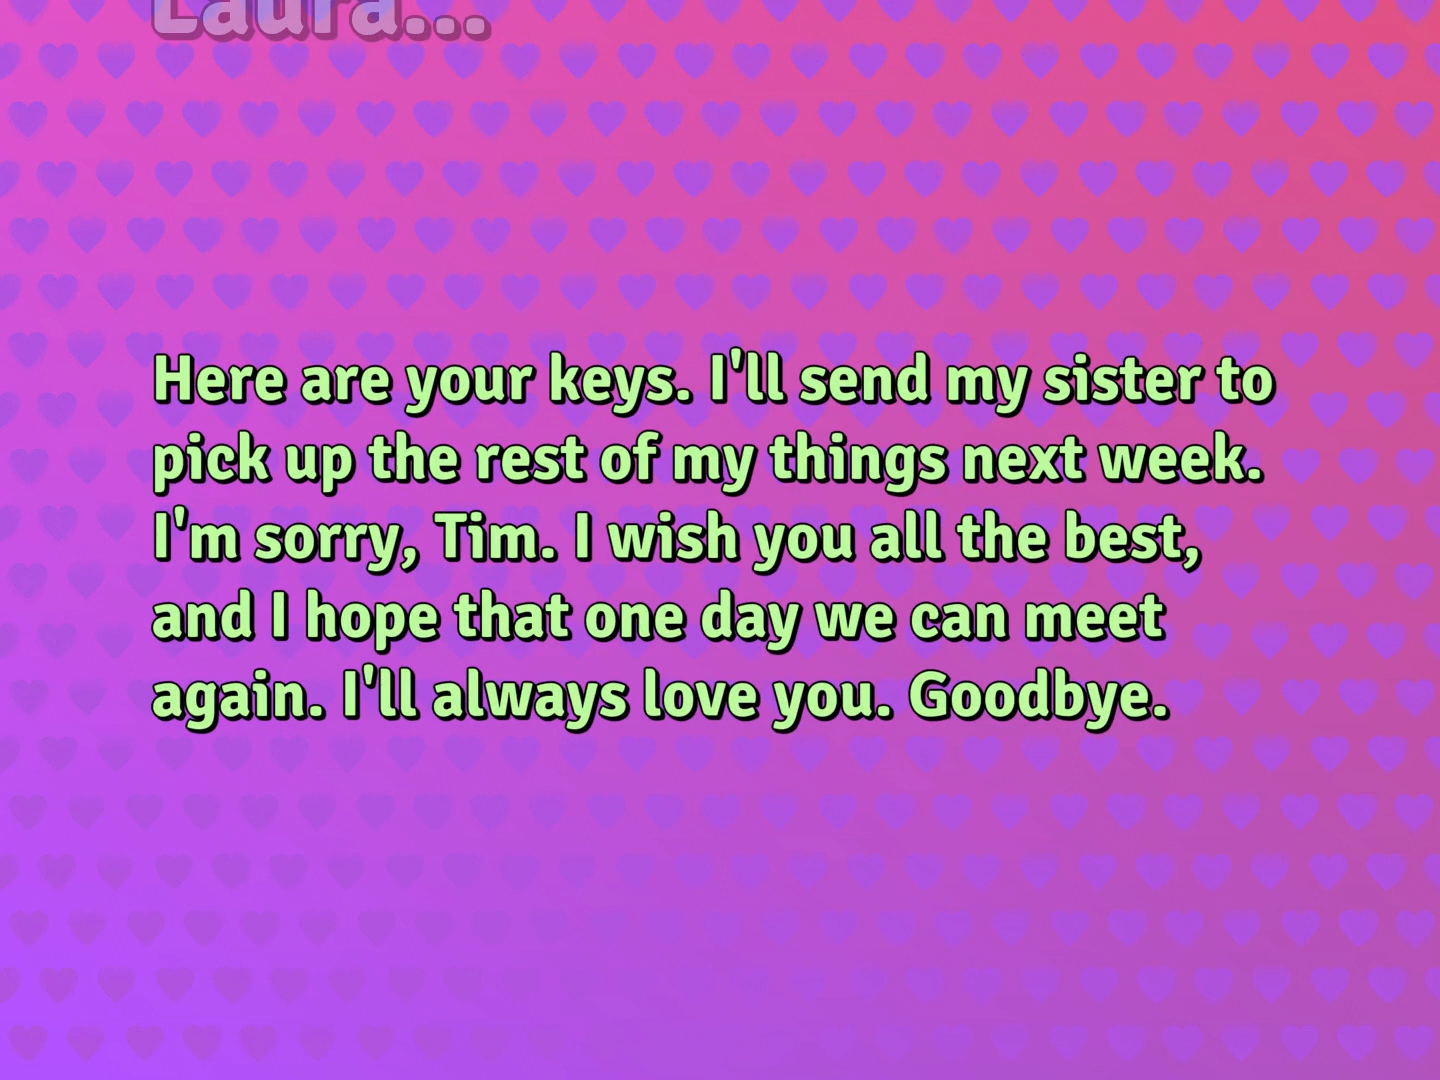 Laura...
Here are your keys. I'll send my sister to
pick up the rest of my things next week.
I'm sorry, Tim. I wish you all the best,
and I hope that one day we can meet
again. I'll always love you. Goodbye.